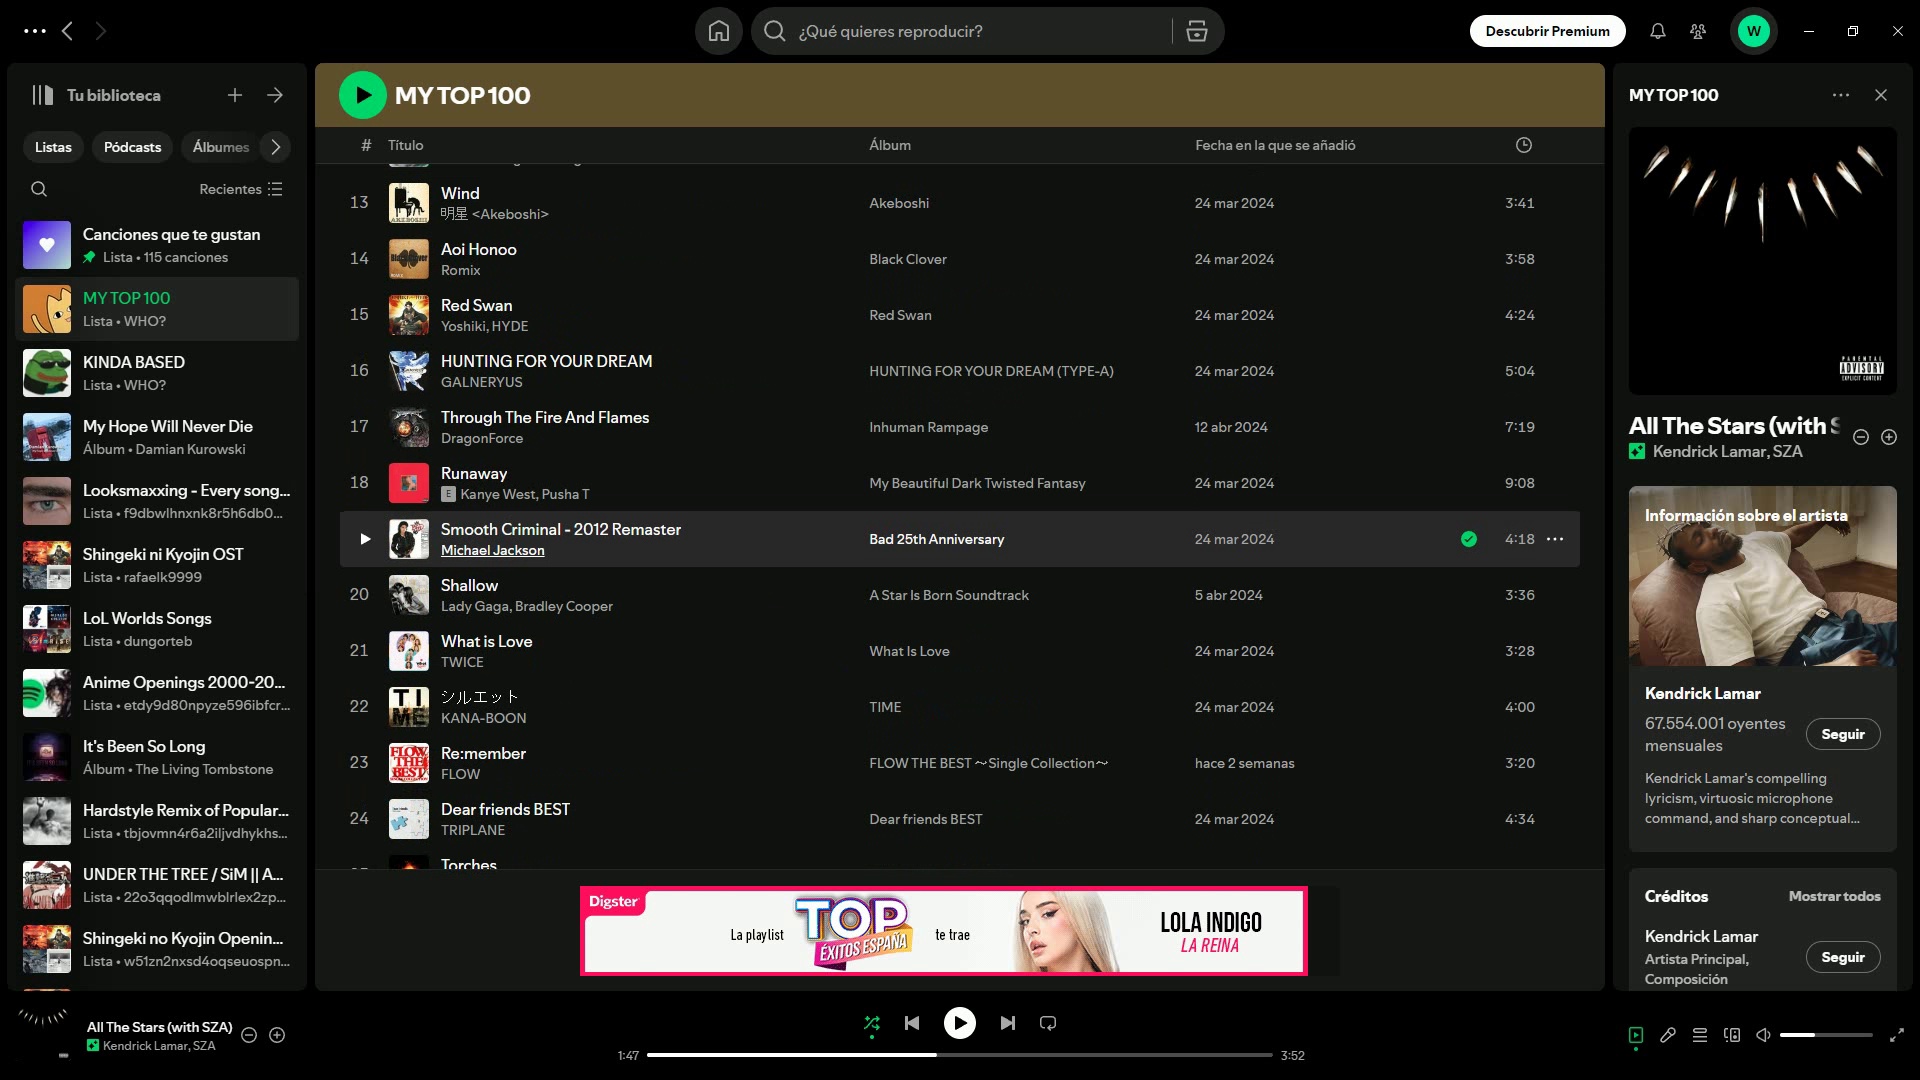 ¿Qué quieres reproducir?
Descubrir Premium
W
Tu biblioteca
Listas
Pódcasts
Álbumes
Recientes
Canciones que te gustan
Lista • 115 canciones
MY TOP 100
Lista • WHO?
KINDA BASED
Lista • WHO?
My Hope Will Never Die
Álbum • Damian Kurowski
Looksmaxxing - Every song...
Lista • f9dbwlhnxnk8r5h6db0...
Shingeki ni Kyojin OST
Lista • rafaelk9999
LoL Worlds Songs
Lista • dungorteb
Anime Openings 2000-20...
Lista • etdy9d80npyze596ibfcr...
It's Been So Long
Álbum • The Living Tombstone
Hardstyle Remix of Popular...
Lista • tbjovmn4r6a2iljvdhykhs...
UNDER THE TREE / SiM || A...
Lista • 22o3qqodlmwblrlex2zp...
Shingeki no Kyojin Openin...
Lista • w51zn2nxsd4oqseuospn...
MY TOP 100
# Título Álbum Fecha en la que se añadió
13 Wind Akeboshi 24 mar 2024 3:41
明星 <Akeboshi>
14 Aoi Honoo Black Clover 24 mar 2024 3:58
Romix
15 Red Swan Red Swan 24 mar 2024 4:24
Yoshiki, HYDE
16 HUNTING FOR YOUR DREAM HUNTING FOR YOUR DREAM (TYPE-A) 24 mar 2024 5:04
GALNERYUS
17 Through The Fire And Flames Inhuman Rampage 12 abr 2024 7:19
DragonForce
18 Runaway My Beautiful Dark Twisted Fantasy 24 mar 2024 9:08
E Kanye West, Pusha T
Smooth Criminal - 2012 Remaster Bad 25th Anniversary 24 mar 2024 4:18
Michael Jackson
20 Shallow A Star Is Born Soundtrack 5 abr 2024 3:36
Lady Gaga, Bradley Cooper
21 What is Love What Is Love 24 mar 2024 3:28
TWICE
22 シルエット TIME 24 mar 2024 4:00
KANA-BOON
23 Re:member FLOW THE BEST 〜Single Collection〜 hace 2 semanas 3:20
FLOW
24 Dear friends BEST Dear friends BEST 24 mar 2024 4:34
TRIPLANE
Torches
Digster
La playlist
TOP
ÉXITOS ESPAÑA
te trae
LOLA INDIGO
LA REINA
MY TOP 100
PARENTAL
ADVISORY
EXPLICIT CONTENT
All The Stars (with S
Kendrick Lamar, SZA
Información sobre el artista
Kendrick Lamar
67.554.001 oyentes
mensuales
Seguir
Kendrick Lamar's compelling
lyricism, virtuosic microphone
command, and sharp conceptual...
Créditos
Mostrar todos
Kendrick Lamar
Artista Principal,
Composición
Seguir
All The Stars (with SZA)
Kendrick Lamar, SZA
1:47
3:52